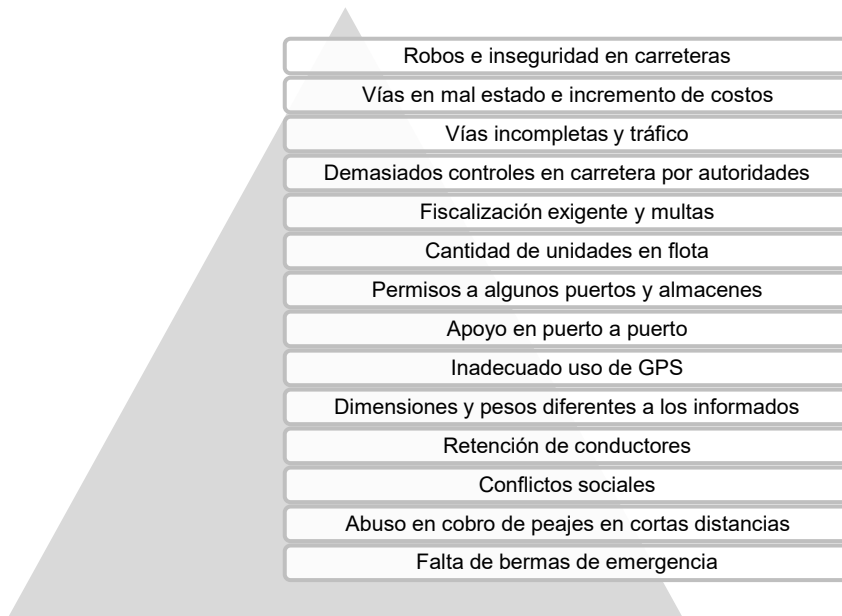 Robos e inseguridad en carreteras
Vías en mal estado e incremento de costos
Vías incompletas y tráfico
Demasiados controles en carretera por autoridades
Fiscalización exigente y multas
Cantidad de unidades en flota
Permisos a algunos puertos y almacenes
Apoyo en puerto a puerto
Inadecuado uso de GPS
Dimensiones y pesos diferentes a los informados
Retención de conductores
Conflictos sociales
Abuso en cobro de peajes en cortas distancias
Falta de bermas de emergencia